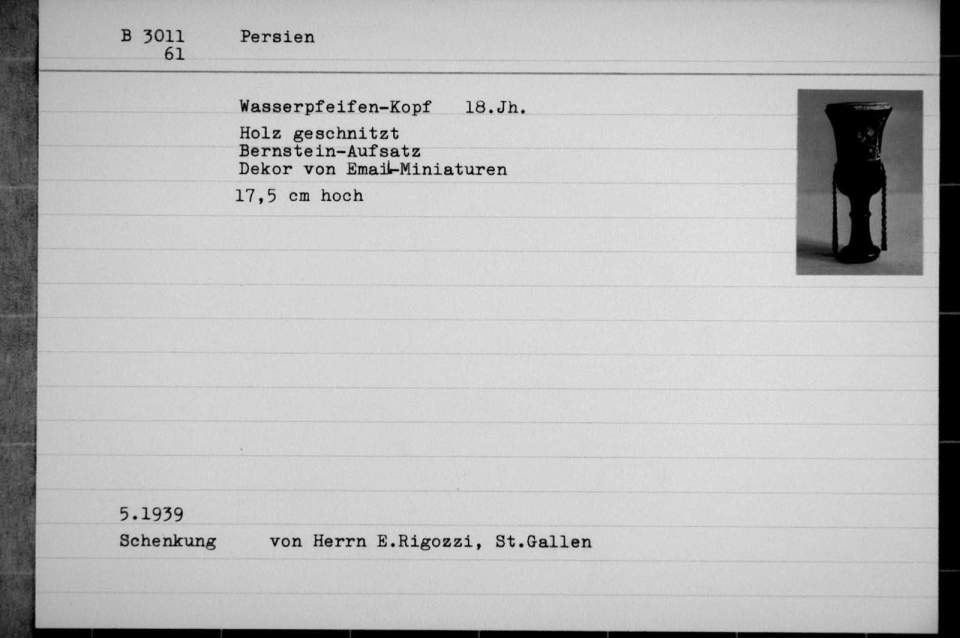 B 3011 Persien
61
Wasserpfeifen-Kopf 18.Jh.
Holz geschnitzt
Bernstein-Aufsatz
Dekor von Email-Miniaturen
17,5 cm hoch
5.1939
Schenkung von Herrn E.Rigozzi, St.Gallen